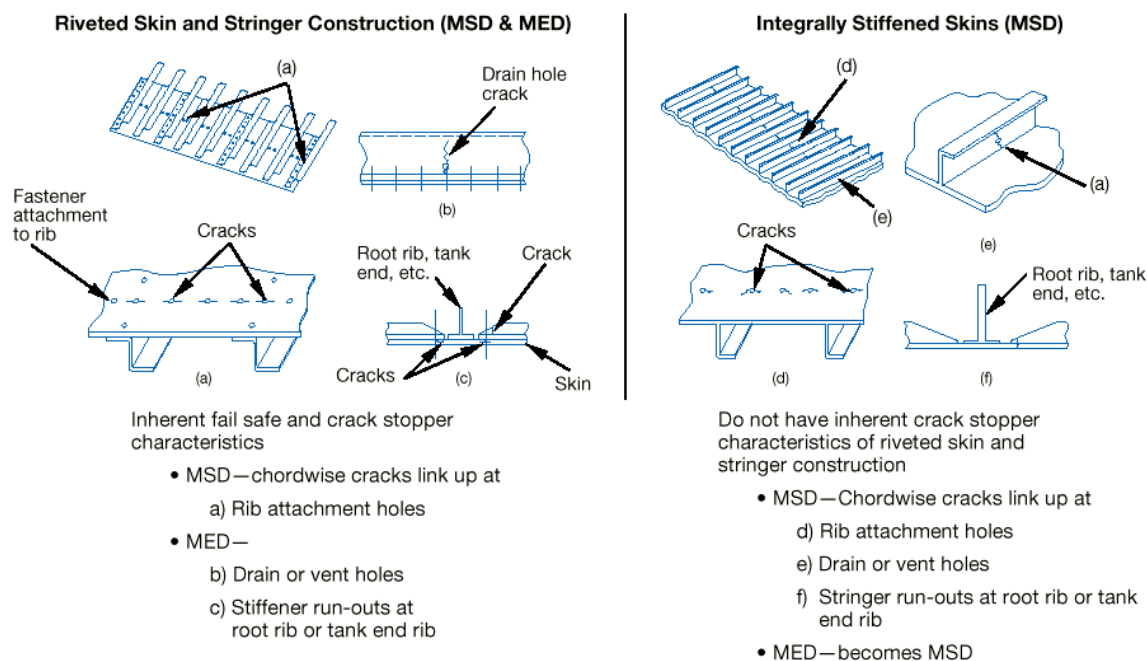 Riveted Skin and Stringer Construction (MSD & MED)
(a)
Drain hole
crack
(b)
Fastener
attachment
to rib
Cracks
(a)
Root rib, tank
end, etc.
Crack
Cracks
(c)
Skin
Inherent fail safe and crack stopper
characteristics
• MSD—chordwise cracks link up at
a) Rib attachment holes
• MED—
b) Drain or vent holes
c) Stiffener run-outs at
root rib or tank end rib
Integrally Stiffened Skins (MSD)
(d)
(e)
(a)
(e)
Cracks
(d)
Root rib, tank
end, etc.
(f)
Do not have inherent crack stopper
characteristics of riveted skin and
stringer construction
• MSD—Chordwise cracks link up at
d) Rib attachment holes
e) Drain or vent holes
f) Stringer run-outs at root rib or tank
end rib
• MED—becomes MSD